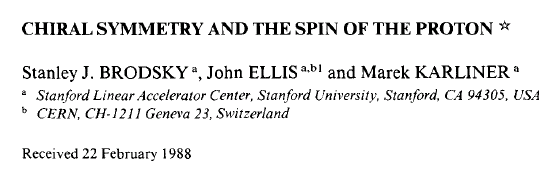 CHIRAL SYMMETRY AND THE SPIN OF THE PROTON ☆
Stanley J. BRODSKY a, John ELLIS a,b 1 and Marek KARLINER a
a Stanford Linear Accelerator Center, Stanford University, Stanford, CA 94305, USA
b CERN, CH-1211 Geneva 23, Switzerland
Received 22 February 1988